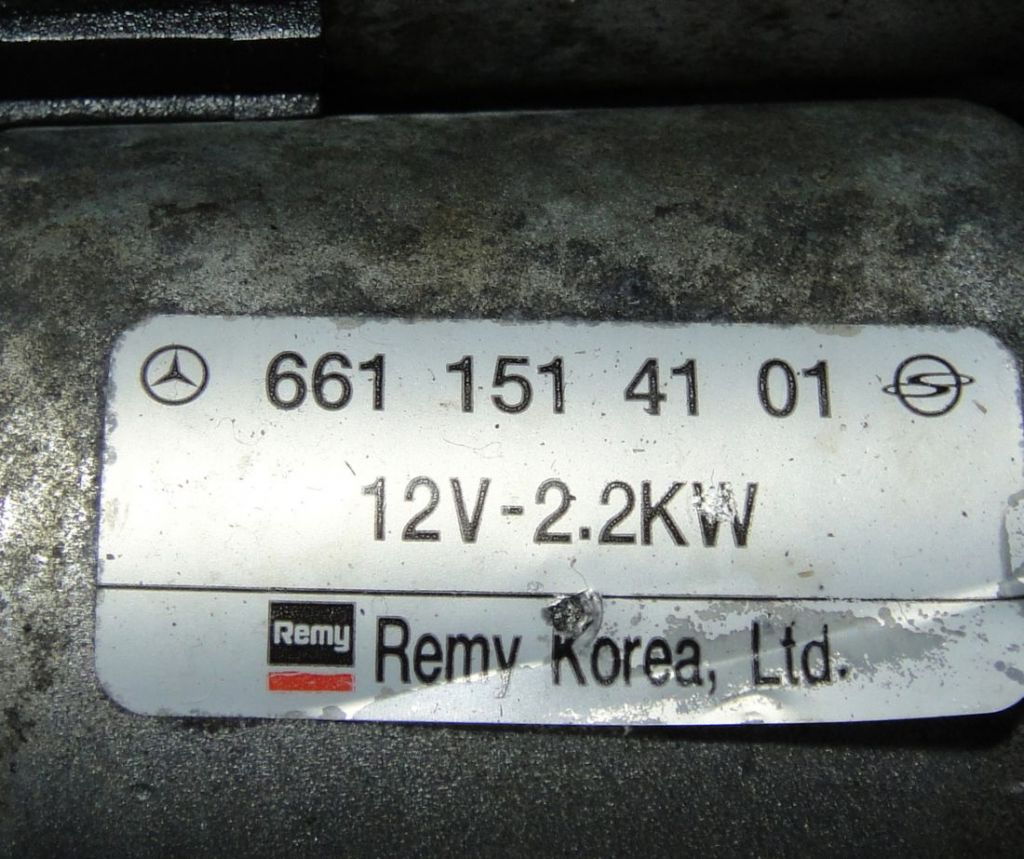 661 151 41 01
12V-2.2KW
Remy Remy Korea, Ltd.